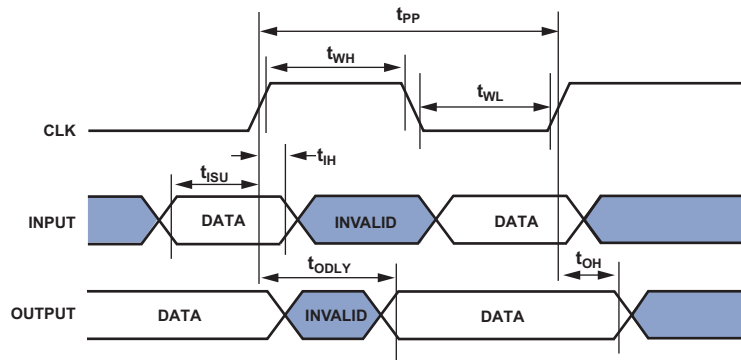 tPP
tWH
tWL
CLK
tIH
tISU
INPUT DATA INVALID DATA
tODLY
tOH
OUTPUT DATA INVALID DATA